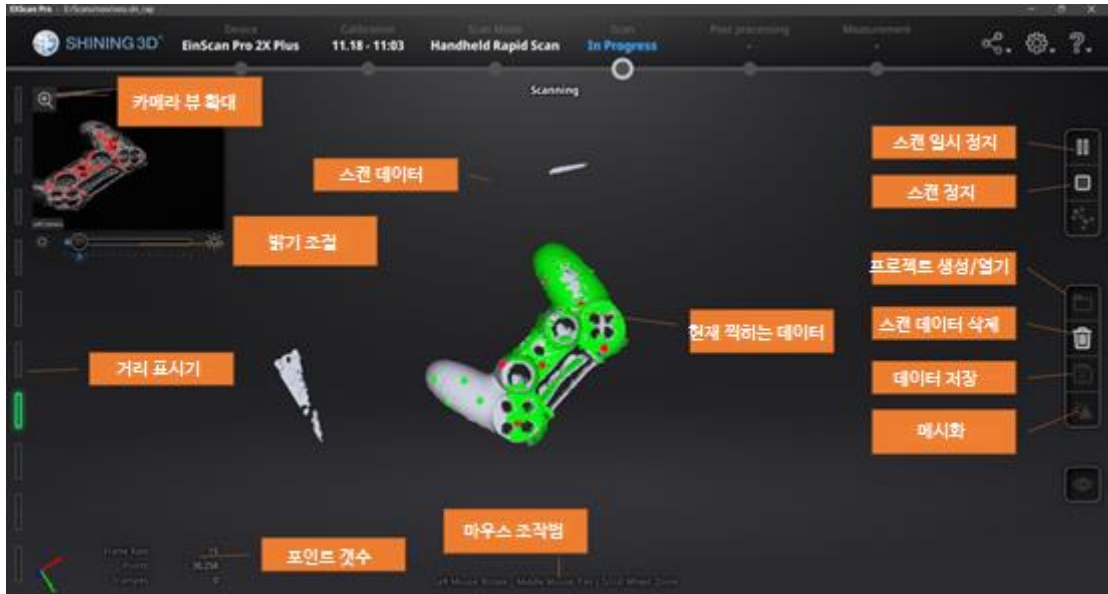 SHINING 3D
Device
EinScan Pro 2X Plus
Calibration
11.18 - 11:03
Scan Mode
Handheld Rapid Scan
Scan
In Progress
Post processing
-
Measurement
-
Scanning
카메라 뷰 확대
스캔 데이터
밝기 조절
거리 표시기
현재 찍히는 데이터
스캔 일시 정지
스캔 정지
프로젝트 생성/열기
스캔 데이터 삭제
데이터 저장
메시화
마우스 조작법
포인트 갯수
Frame Rate
Points